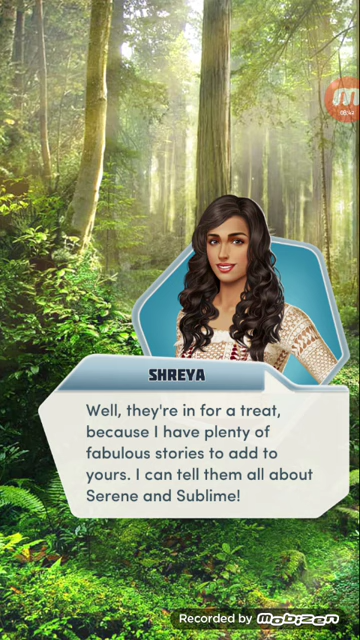 SHREYA
Well, they're in for a treat,
because I have plenty of
fabulous stories to add to
yours. I can tell them all about
Serene and Sublime!
Recorded by Mobizen